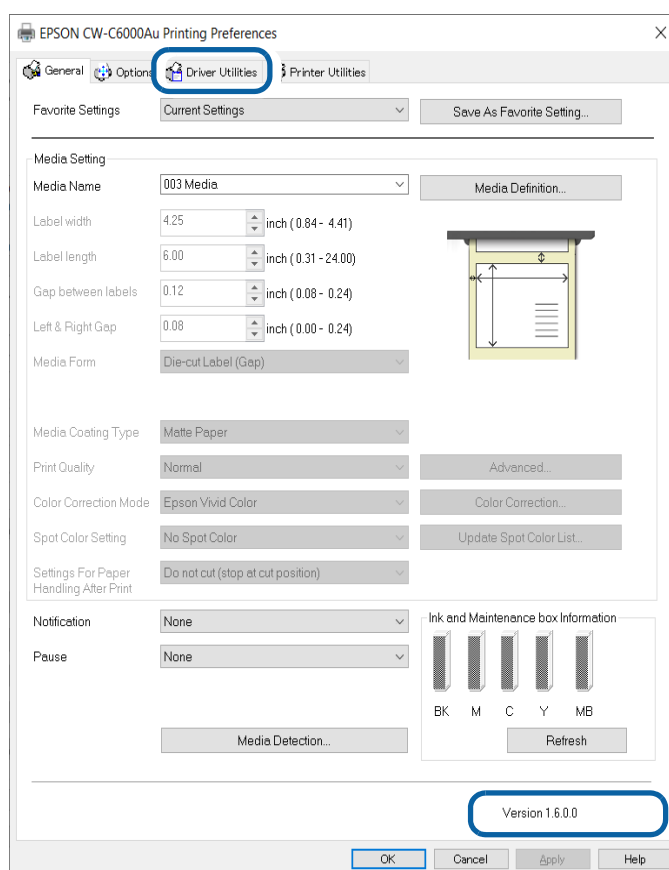 EPSON CW-C6000Au Printing Preferences
General Options Driver Utilities Printer Utilities
Favorite Settings Current Settings Save As Favorite Setting...
Media Setting
Media Name 003 Media Media Definition...
Label width 4.25 inch ( 0.84 - 4.41)
Label length 6.00 inch ( 0.31 - 24.00)
Gap between labels 0.12 inch ( 0.08 - 0.24)
Left & Right Gap 0.08 inch ( 0.00 - 0.24)
Media Form Die-cut Label (Gap)
Media Coating Type Matte Paper
Print Quality Normal Advanced...
Color Correction Mode Epson Vivid Color Color Correction...
Spot Color Setting No Spot Color Update Spot Color List...
Settings For Paper Do not cut (stop at cut position)
Handling After Print
Notification None Ink and Maintenance box Information
Pause None
BK M C Y MB
Media Detection... Refresh
Version 1.6.0.0
OK Cancel Apply Help